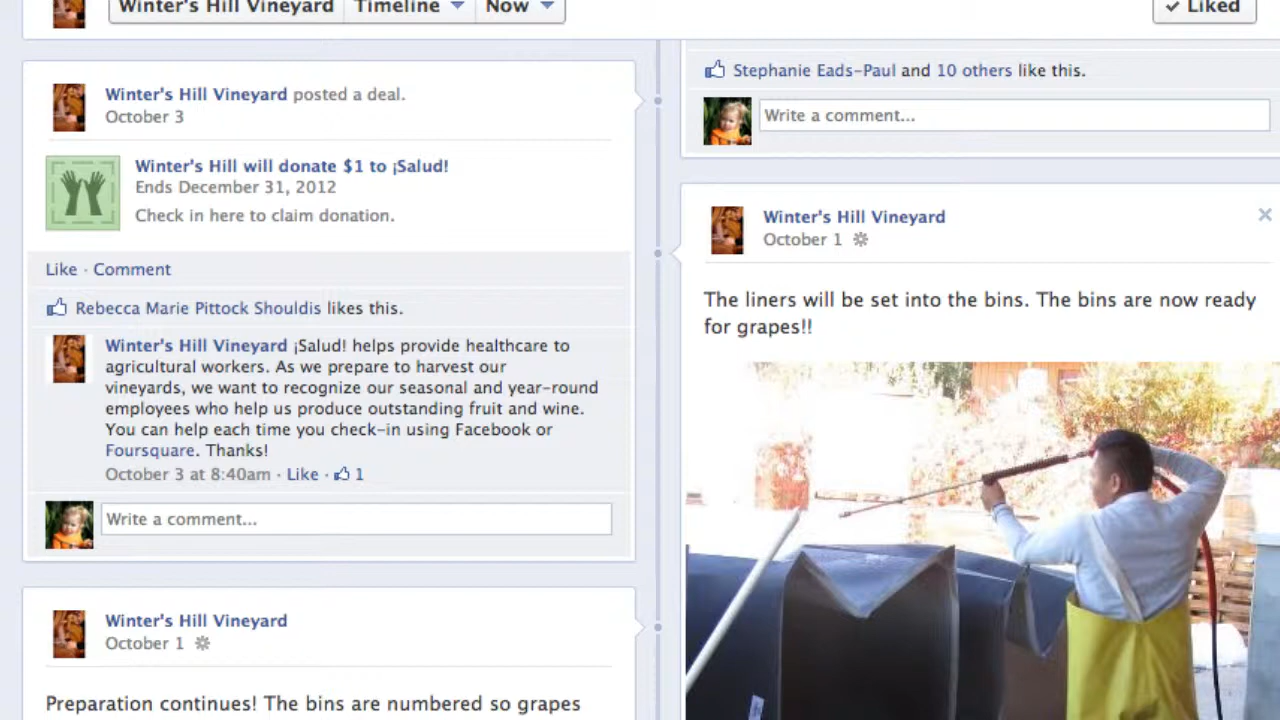 Winter's Hill Vineyard Timeline Now
✓ Liked
Winter's Hill Vineyard posted a deal.
October 3
Winter's Hill will donate $1 to ¡Salud!
Ends December 31, 2012
Check in here to claim donation.
Like · Comment
Rebecca Marie Pittock Shouldis likes this.
Winter's Hill Vineyard ¡Salud! helps provide healthcare to
agricultural workers. As we prepare to harvest our
vineyards, we want to recognize our seasonal and year-round
employees who help us produce outstanding fruit and wine.
You can help each time you check-in using Facebook or
Foursquare. Thanks!
October 3 at 8:40am · Like · 1
Write a comment...
Winter's Hill Vineyard
October 1
Preparation continues! The bins are numbered so grapes
Stephanie Eads-Paul and 10 others like this.
Write a comment...
Winter's Hill Vineyard
October 1
The liners will be set into the bins. The bins are now ready
for grapes!!